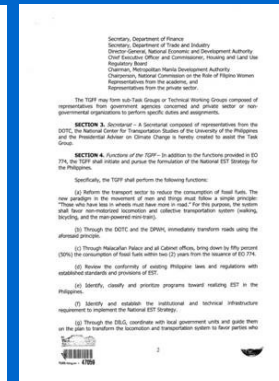 Secretary, Department of Finance
Secretary, Department of Trade and Industry
Director-General, National Economic and Development Authority
Chief Executive Officer and Commissioner, Housing and Land Use
Regulatory Board
Chairman, Metropolitan Manila Development Authority
Chairperson, National Commission on the Role of Filipino Women
Representatives from the academe, and
Representatives from the private sector.
The TGFF may form sub-Task Groups or Technical Working Groups composed of
representatives from government agencies concerned and private sector or non-
governmental organizations to perform specific duties and assignments.
SECTION 3. Secretariat – A Secretariat composed of representatives from the
DOTC, the National Center for Transportation Studies of the University of the Philippines
and the Presidential Adviser on Climate Change is hereby created to assist the Task
Group.
SECTION 4. Functions of the TGFF – In addition to the functions provided in EO
774, the TGFF shall initiate and pursue the formulation of the National EST Strategy for
the Philippines.
Specifically, the TGFF shall perform the following functions:
(a) Reform the transport sector to reduce the consumption of fossil fuels. The
new paradigm in the movement of men and things must follow a simple principle:
"Those who have less in wheels must have more in road." For this purpose, the system
shall favor non-motorized locomotion and collective transportation system (walking,
bicycling, and the man-powered mini-train).
(b) Through the DOTC and the DPWH, immediately transform roads using the
aforesaid principle.
(c) Through Malacañan Palace and all Cabinet offices, bring down by fifty percent
(50%) the consumption of fossil fuels within two (2) years from the issuance of EO 774.
(d) Review the conformity of existing Philippine laws and regulations with
established standards and provisions of EST.
(e) Identify, classify and prioritize programs toward realizing EST in the
Philippines.
(f) Identify and establish the institutional and technical infrastructure
requirement to implement the National EST Strategy.
(g) Through the DILG, coordinate with local government units and guide them
on the plan to transform the locomotion and transportation system to favor parties who
2
47059